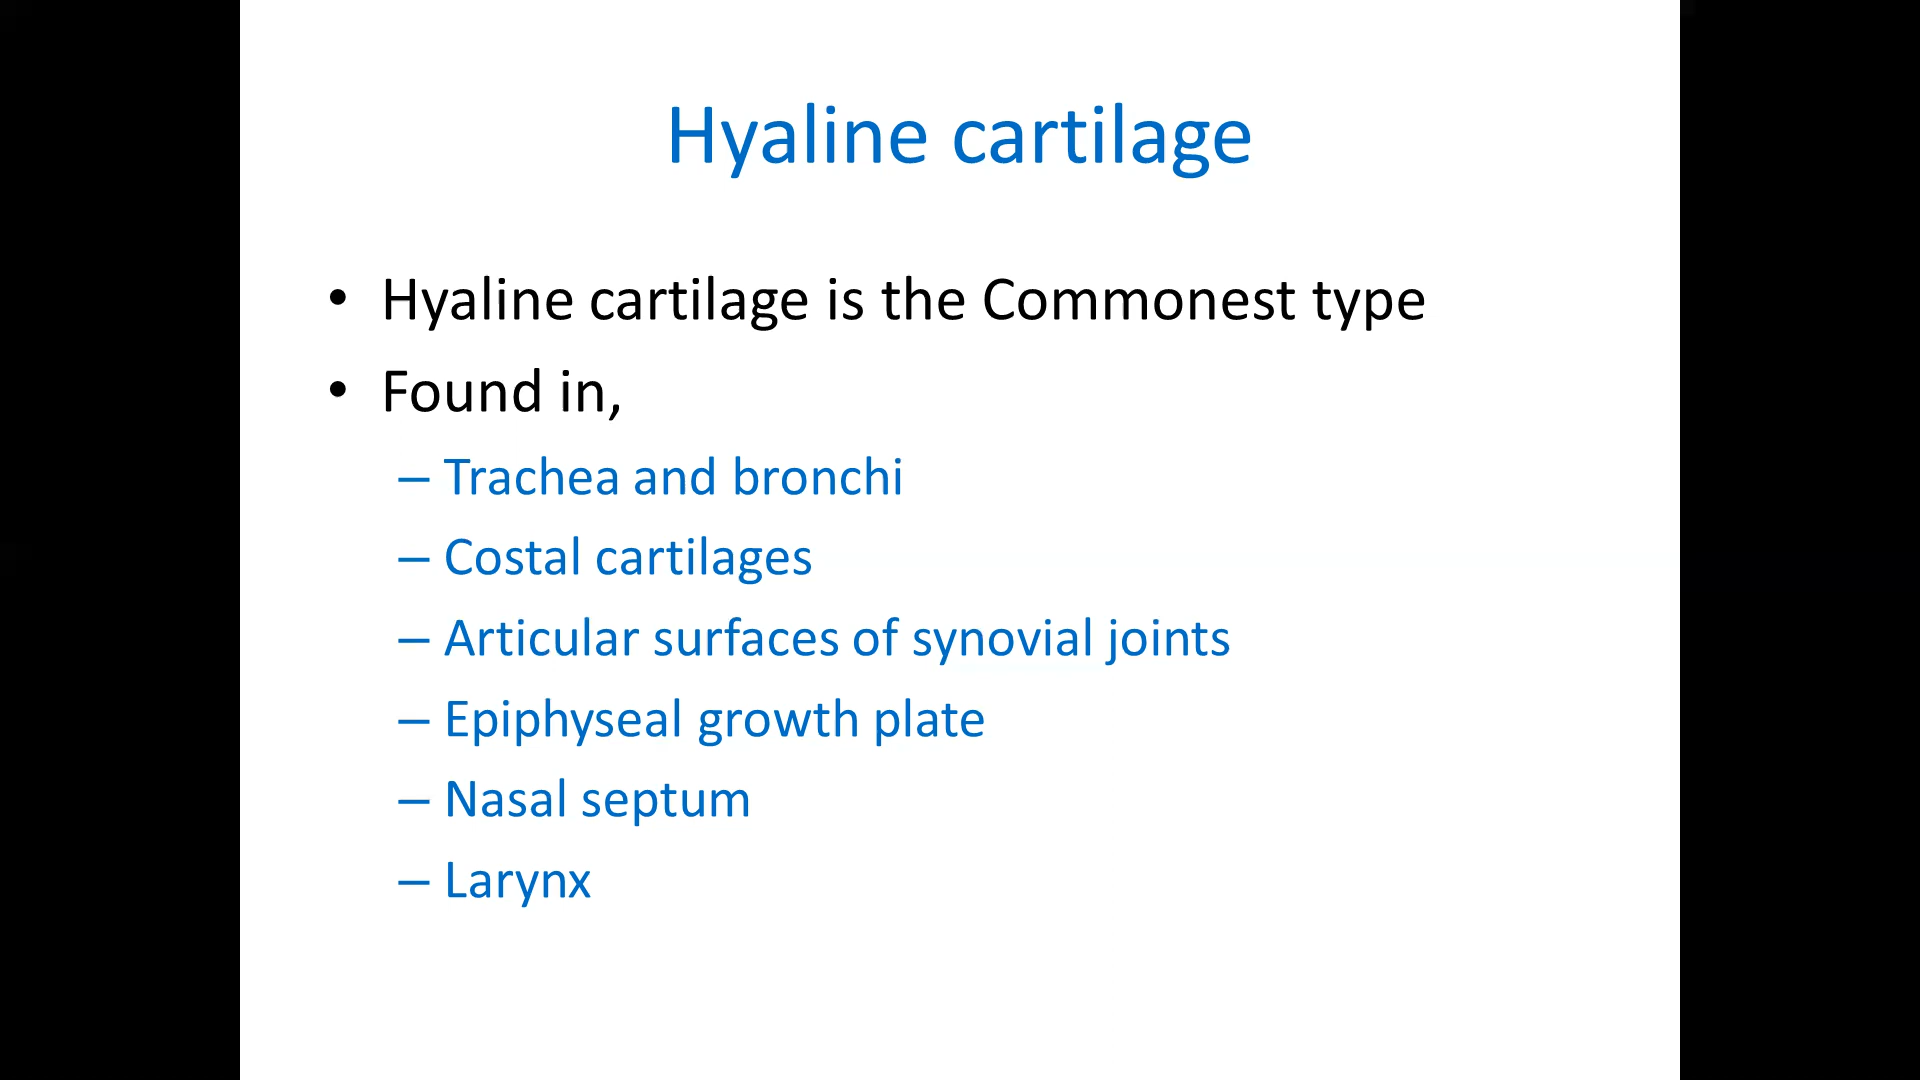 Hyaline cartilage
• Hyaline cartilage is the Commonest type
• Found in,
– Trachea and bronchi
– Costal cartilages
– Articular surfaces of synovial joints
– Epiphyseal growth plate
– Nasal septum
– Larynx